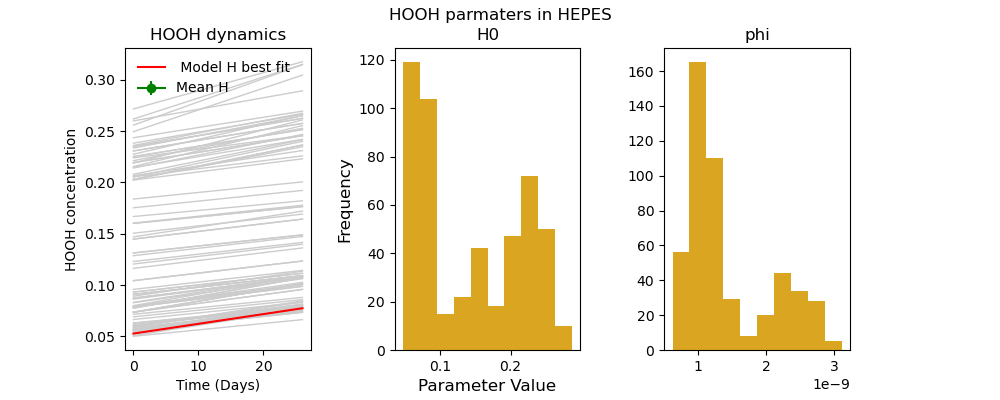 HOOH parmaters in HEPES
HOOH dynamics
H0
phi
Model H best fit
Mean H
HOOH concentration
0.30
0.25
0.20
0.15
0.10
0.05
0
10
20
Time (Days)
Frequency
120
100
80
60
40
20
0
0.1
0.2
Parameter Value
160
140
120
100
80
60
40
20
0
1
2
3
1e−9